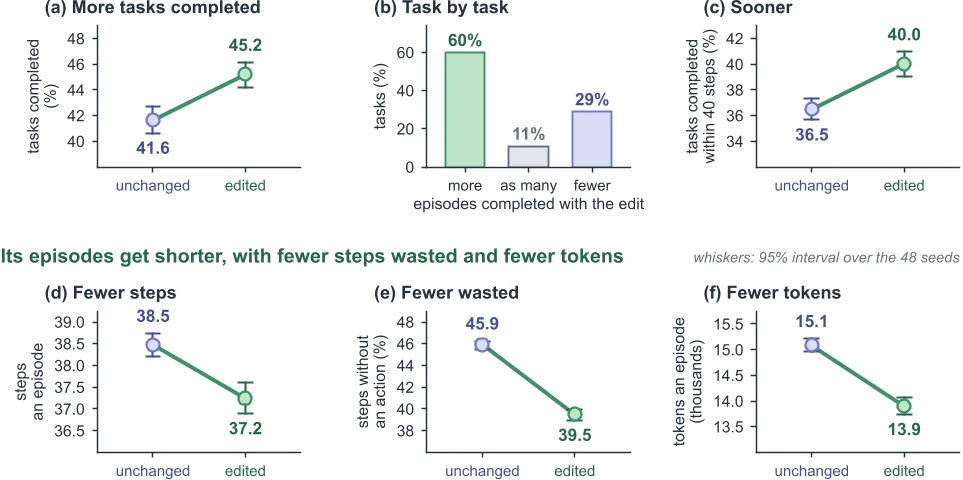 (a) More tasks completed
tasks completed
(%)
48
46
44
42
40
45.2
41.6
unchanged
edited
(b) Task by task
tasks (%)
60
40
20
0
60%
11%
29%
more
as many
fewer
episodes completed with the edit
(c) Sooner
tasks completed
within 40 steps (%)
42
40
38
36
34
40.0
36.5
unchanged
edited
Its episodes get shorter, with fewer steps wasted and fewer tokens
whiskers: 95% interval over the 48 seeds
(d) Fewer steps
steps
an episode
39.0
38.5
38.0
37.5
37.0
36.5
38.5
37.2
unchanged
edited
(e) Fewer wasted
steps without
an action (%)
48
46
44
42
40
38
45.9
39.5
unchanged
edited
(f) Fewer tokens
tokens an episode
(thousands)
15.5
15.0
14.5
14.0
13.5
15.1
13.9
unchanged
edited